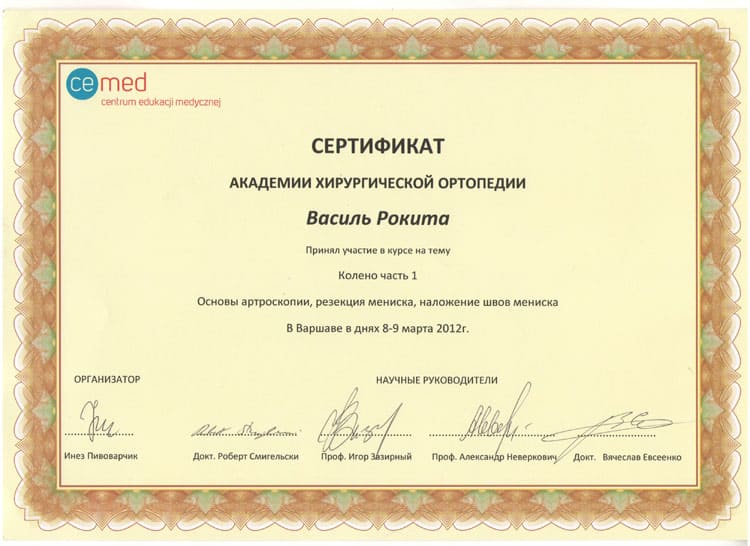 cemed
centrum edukacji medycznej
СЕРТИФИКАТ
АКАДЕМИИ ХИРУРГИЧЕСКОЙ ОРТОПЕДИИ
Василь Рокита
Принял участие в курсе на тему
Колено часть 1
Основы артроскопии, резекция мениска, наложение швов мениска
В Варшаве в днях 8-9 марта 2012г.
ОРГАНИЗАТОР НАУЧНЫЕ РУКОВОДИТЕЛИ
Инез Пивоварчик Докт. Роберт Смигельски Проф. Игор Зазирный Проф. Александр Неверкович Докт. Вячеслав Евсеенко